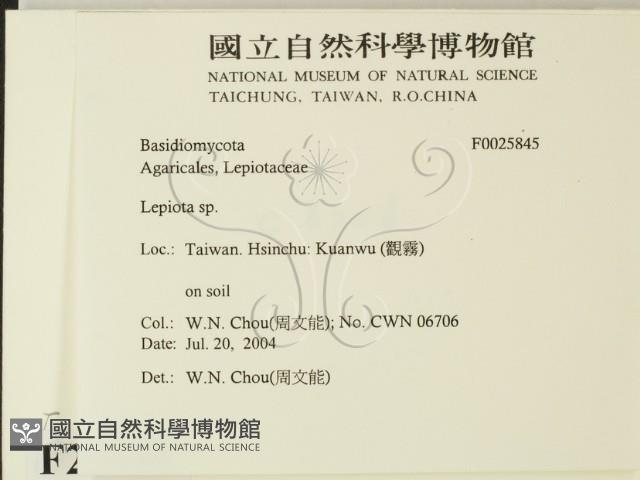 國立自然科學博物館
NATIONAL MUSEUM OF NATURAL SCIENCE
TAICHUNG, TAIWAN, R.O.CHINA
Basidiomycota F0025845
Agaricales, Lepiotaceae
Lepiota sp.
Loc.: Taiwan. Hsinchu: Kuanwu (觀霧)
on soil
Col.: W.N. Chou(周文能); No. CWN 06706
Date: Jul. 20, 2004
Det.: W.N. Chou(周文能)
國立自然科學博物館
NATIONAL MUSEUM OF NATURAL SCIENCE
F2